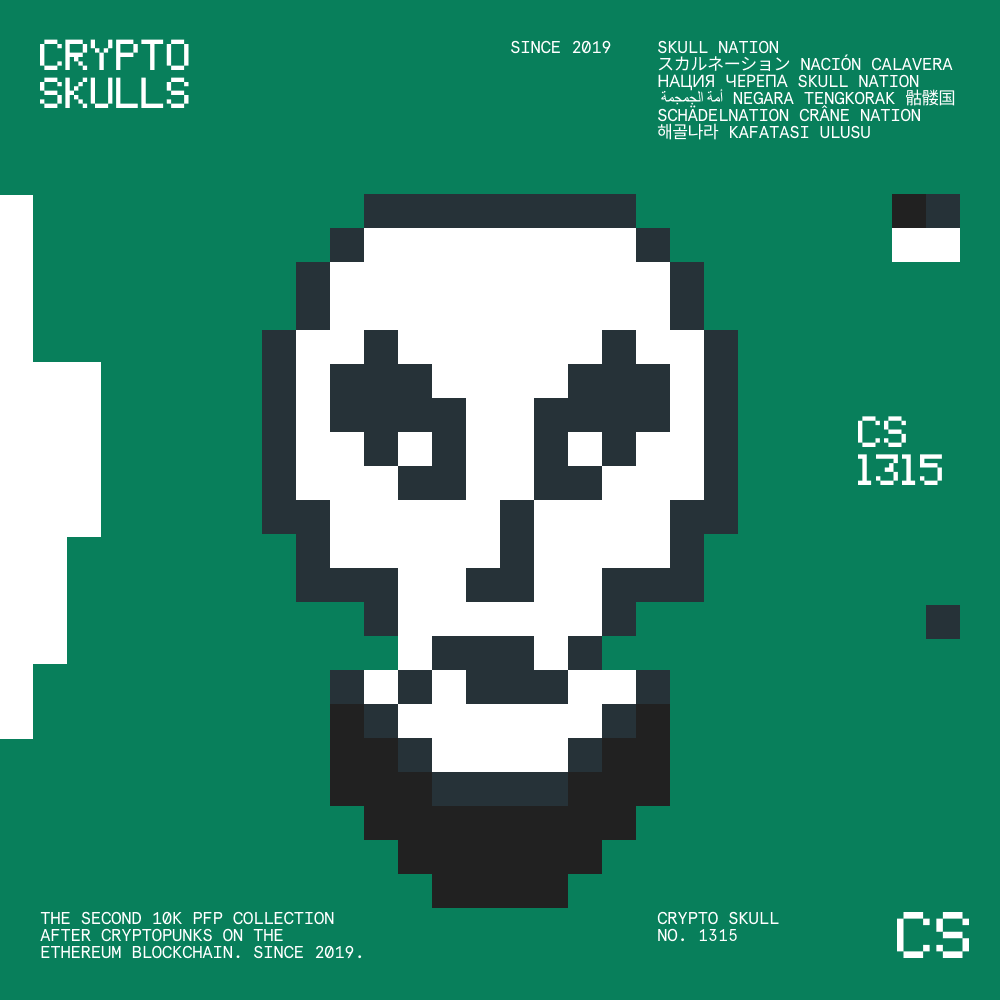 CRYPTO
SKULLS
SINCE 2019
SKULL NATION
スカルネーション NACIÓN CALAVERA
НАЦИЯ ЧЕРЕПА SKULL NATION
أمة الجمجمة NEGARA TENGKORAK 骷髅国
SCHÄDELNATION CRÂNE NATION
해골나라 KAFATASI ULUSU
CS
1315
THE SECOND 10K PFP COLLECTION
AFTER CRYPTOPUNKS ON THE
ETHEREUM BLOCKCHAIN. SINCE 2019.
CRYPTO SKULL
NO. 1315
CS